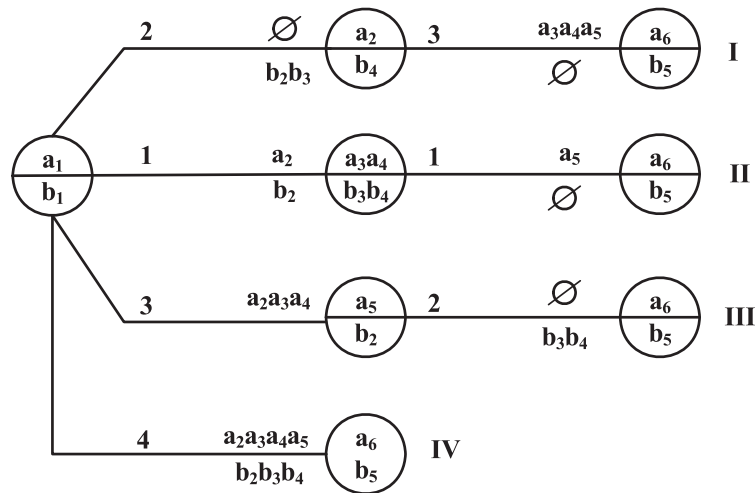 2 ∅ a₂ 3 a₃a₄a₅ a₆ I
b₂b₃ b₄ ∅ b₅
a₁ 1 a₂ a₃a₄ 1 a₅ a₆ II
b₁ b₂ b₃b₄ ∅ b₅
3 a₂a₃a₄ a₅ 2 ∅ a₆ III
b₂ b₃b₄ b₅
4 a₂a₃a₄a₅ a₆ IV
b₂b₃b₄ b₅